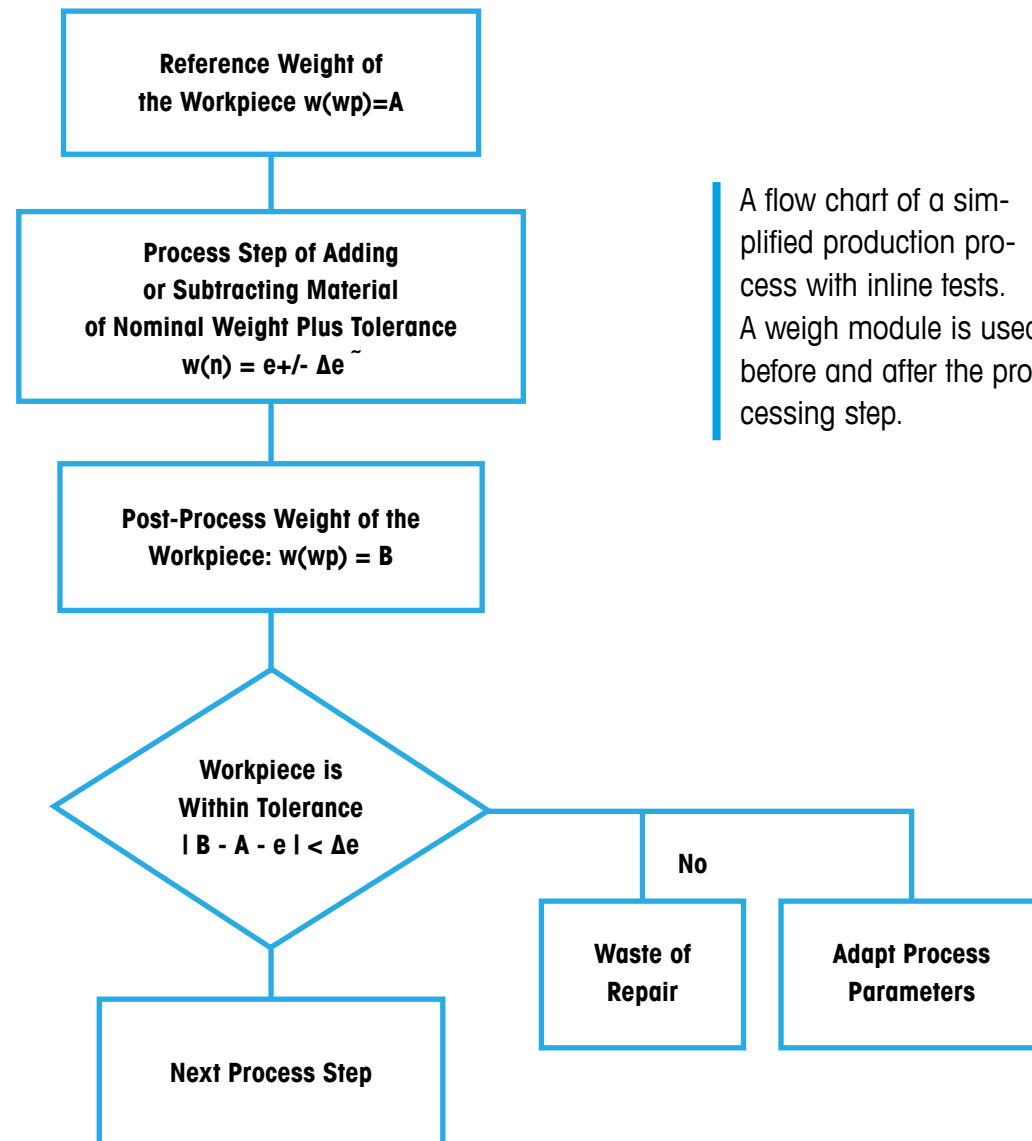 Reference Weight of
the Workpiece w(wp)=A
Process Step of Adding
or Subtracting Material
of Nominal Weight Plus Tolerance
w(n) = e+/- Δe ˜
Post-Process Weight of the
Workpiece: w(wp) = B
Workpiece is
Within Tolerance
| B - A - e | < Δe
No
Waste of
Repair
Adapt Process
Parameters
Next Process Step
A flow chart of a sim-
plified production pro-
cess with inline tests.
A weigh module is used
before and after the pro
cessing step.